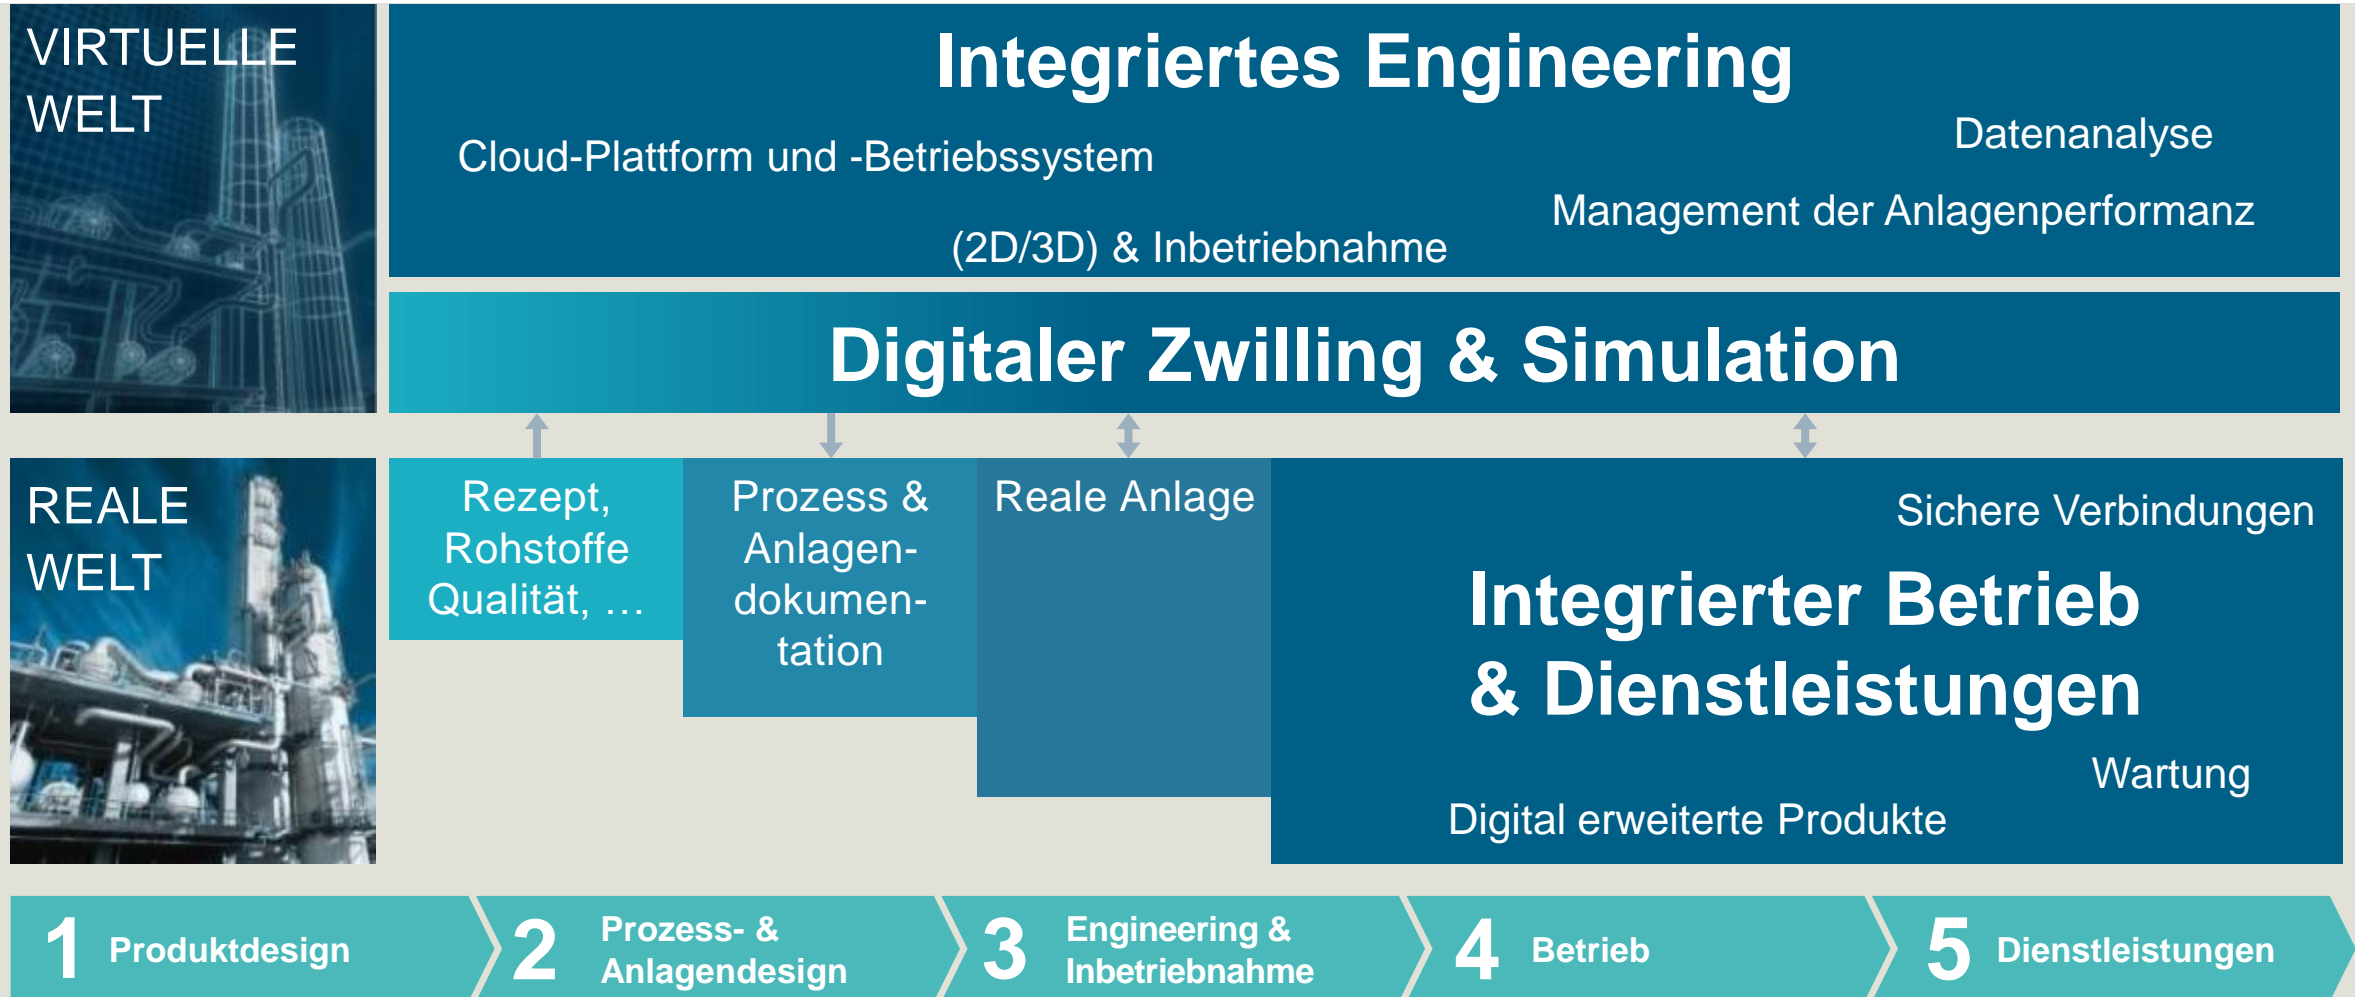 VIRTUELLE
WELT
Integriertes Engineering
Datenanalyse
Cloud-Plattform und -Betriebssystem
Management der Anlagenperformanz
(2D/3D) & Inbetriebnahme
Digitaler Zwilling & Simulation
REALE
WELT
Rezept,
Rohstoffe
Qualität, …
Prozess &
Anlagen-
dokumen-
tation
Reale Anlage
Sichere Verbindungen
Integrierter Betrieb
& Dienstleistungen
Wartung
Digital erweiterte Produkte
1 Produktdesign
2 Prozess- &
Anlagendesign
3 Engineering &
Inbetriebnahme
4 Betrieb
5 Dienstleistungen